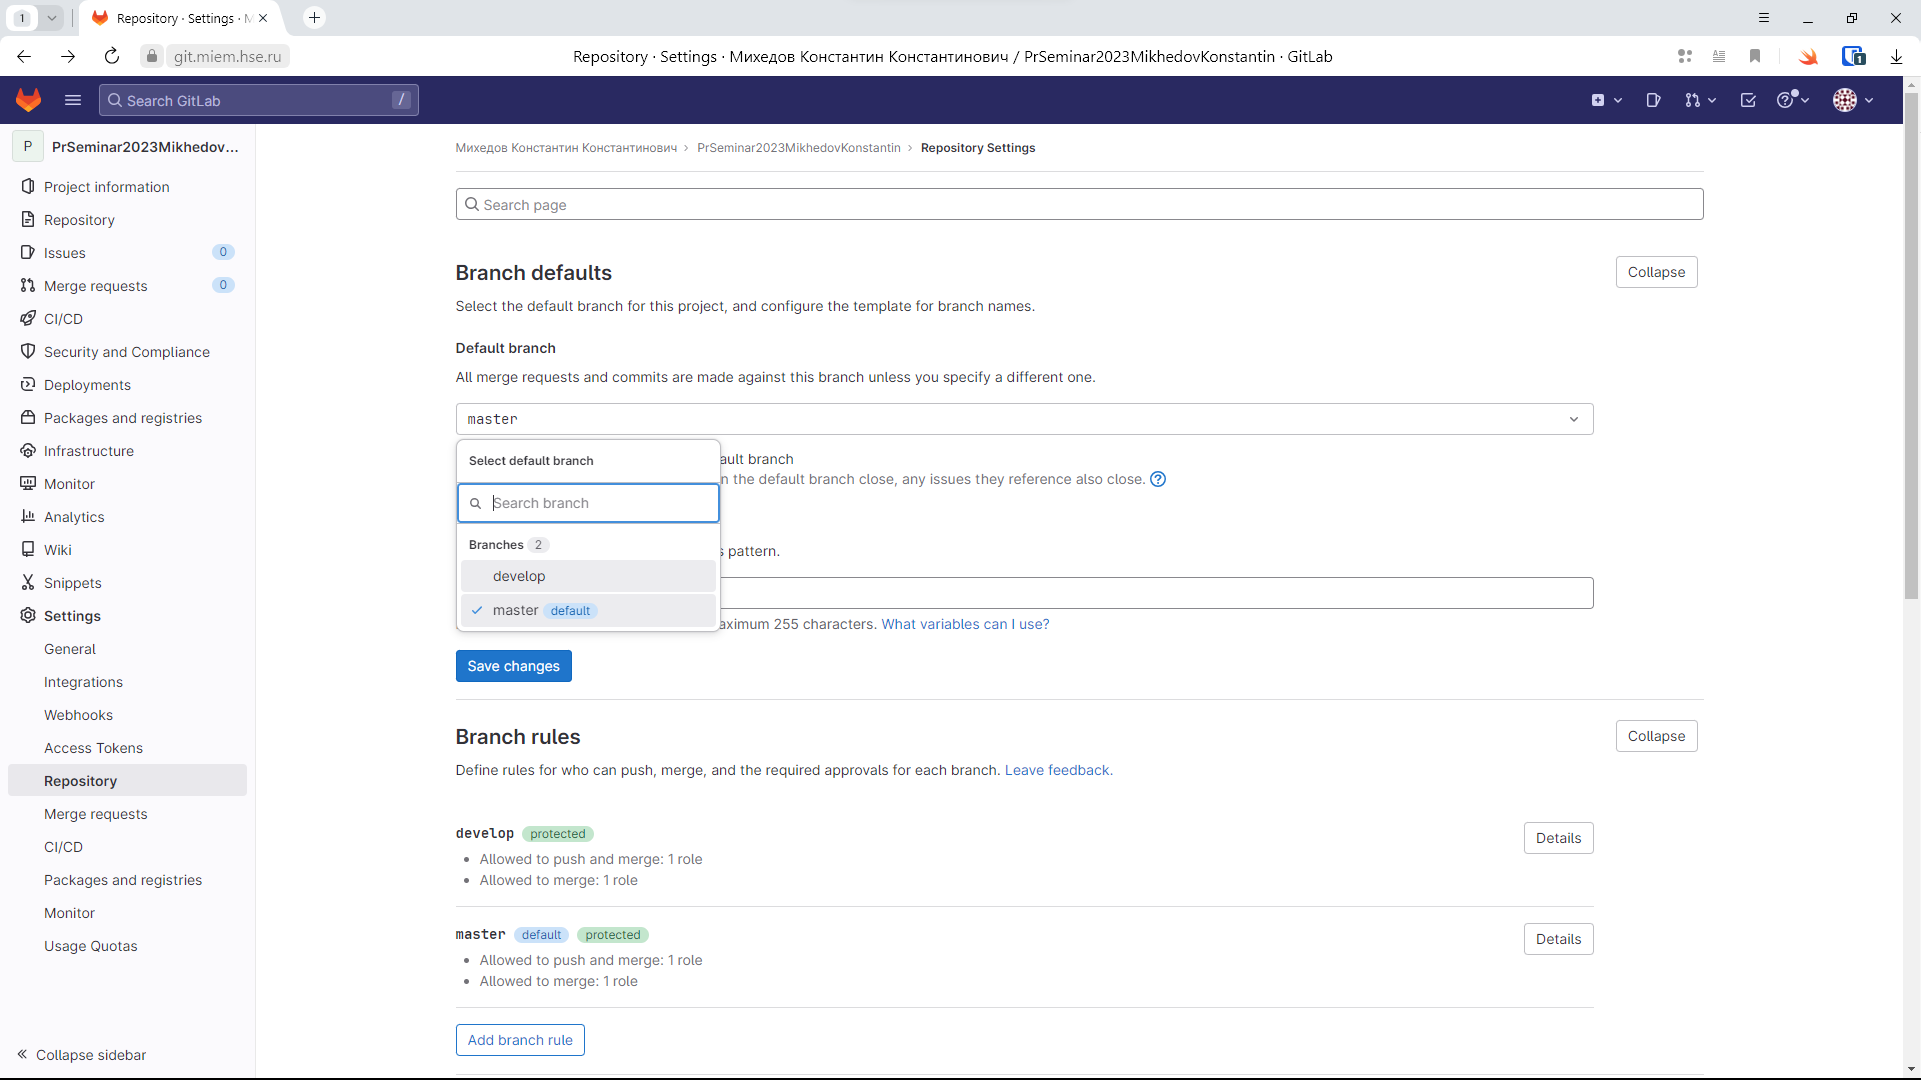 1
Repository · Settings · М
git.miem.hse.ru
Repository · Settings · Михедов Константин Константинович / PrSeminar2023MikhedovKonstantin · GitLab
1
Search GitLab
/
P
PrSeminar2023Mikhedov...
Project information
Repository
Issues 0
Merge requests 0
CI/CD
Security and Compliance
Deployments
Packages and registries
Infrastructure
Monitor
Analytics
Wiki
Snippets
Settings
General
Integrations
Webhooks
Access Tokens
Repository
Merge requests
CI/CD
Packages and registries
Monitor
Usage Quotas
Collapse sidebar
Михедов Константин Константинович › PrSeminar2023MikhedovKonstantin › Repository Settings
Search page
Branch defaults
Collapse
Select the default branch for this project, and configure the template for branch names.
Default branch
All merge requests and commits are made against this branch unless you specify a different one.
master
Select default branch
ault branch
n the default branch close, any issues they reference also close.
Search branch
Branches 2
s pattern.
develop
master default
aximum 255 characters. What variables can I use?
Save changes
Branch rules
Collapse
Define rules for who can push, merge, and the required approvals for each branch. Leave feedback.
develop protected
Details
• Allowed to push and merge: 1 role
• Allowed to merge: 1 role
master default protected
Details
• Allowed to push and merge: 1 role
• Allowed to merge: 1 role
Add branch rule